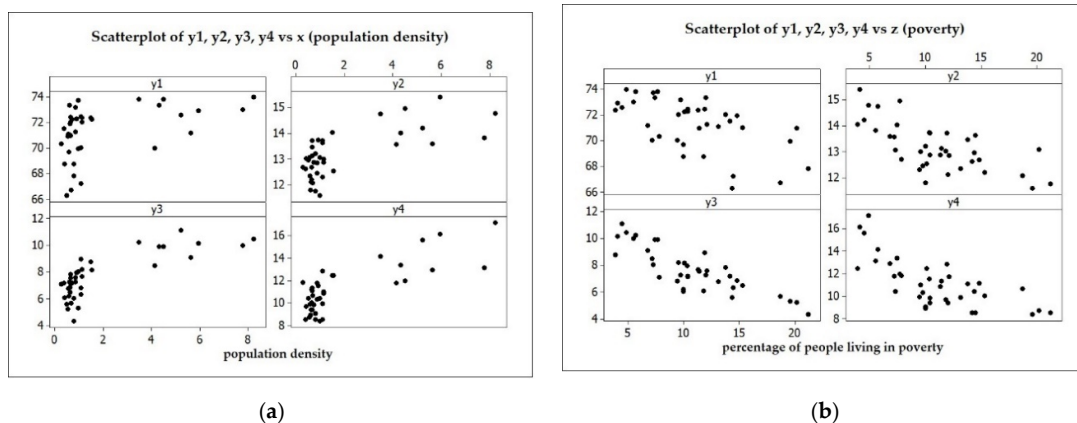 Scatterplot of y1, y2, y3, y4 vs x (population density)
0 2 4 6 8
y1 y2
74
72
70
68
66
15
14
13
12
y3 y4
12
10
8
6
4
18
16
14
12
10
8
0 2 4 6 8
population density
(a)
Scatterplot of y1, y2, y3, y4 vs z (poverty)
5 10 15 20
y1 y2
74
72
70
68
66
15
14
13
12
y3 y4
12
10
8
6
4
16
14
12
10
8
5 10 15 20
percentage of people living in poverty
(b)